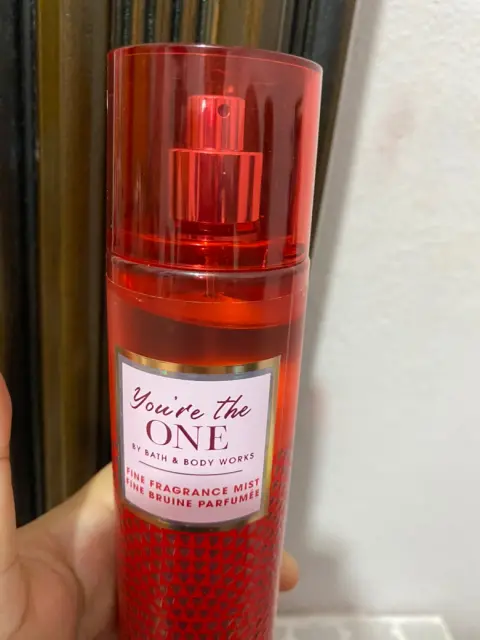 You're the
ONE
BY BATH & BODY WORKS
FINE FRAGRANCE MIST
FINE BRUINE PARFUMÉE